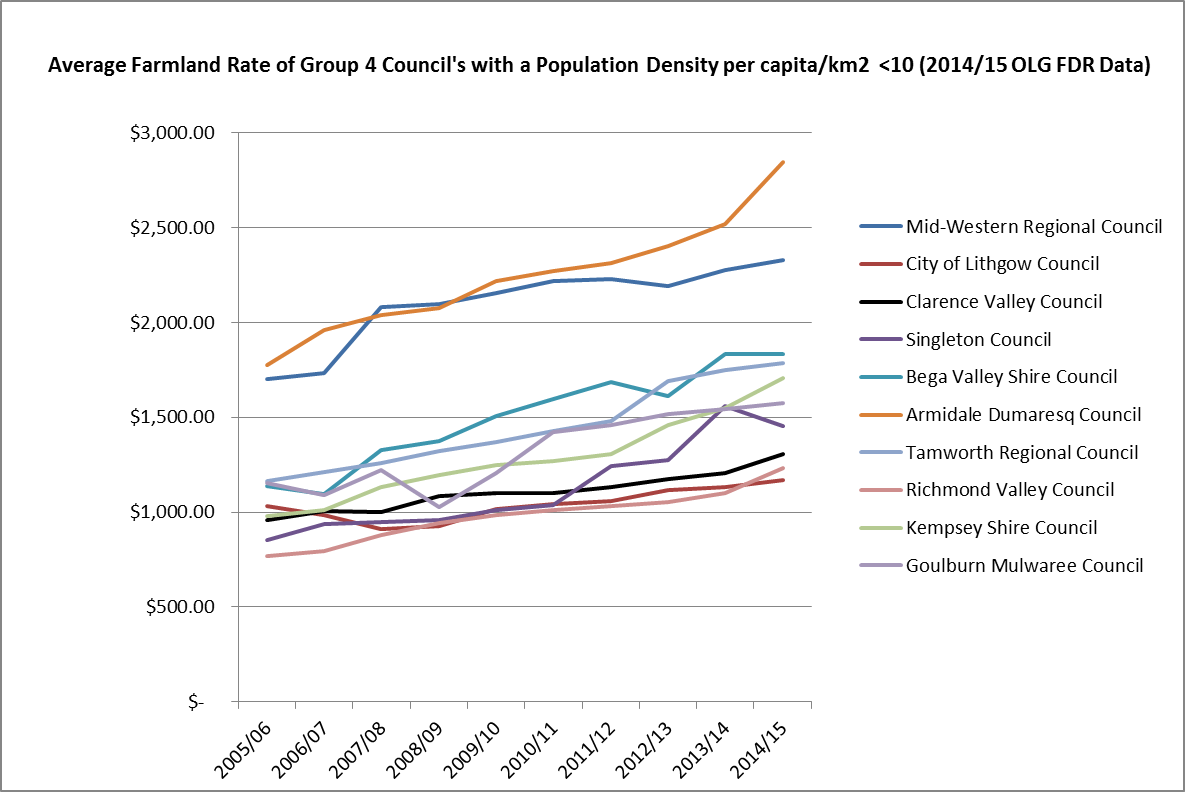 Average Farmland Rate of Group 4 Council's with a Population Density per capita/km2 <10 (2014/15 OLG FDR Data)
$3,000.00
$2,500.00
$2,000.00
$1,500.00
$1,000.00
$500.00
$-
2005/06
2006/07
2007/08
2008/09
2009/10
2010/11
2011/12
2012/13
2013/14
2014/15
Mid-Western Regional Council
City of Lithgow Council
Clarence Valley Council
Singleton Council
Bega Valley Shire Council
Armidale Dumaresq Council
Tamworth Regional Council
Richmond Valley Council
Kempsey Shire Council
Goulburn Mulwaree Council